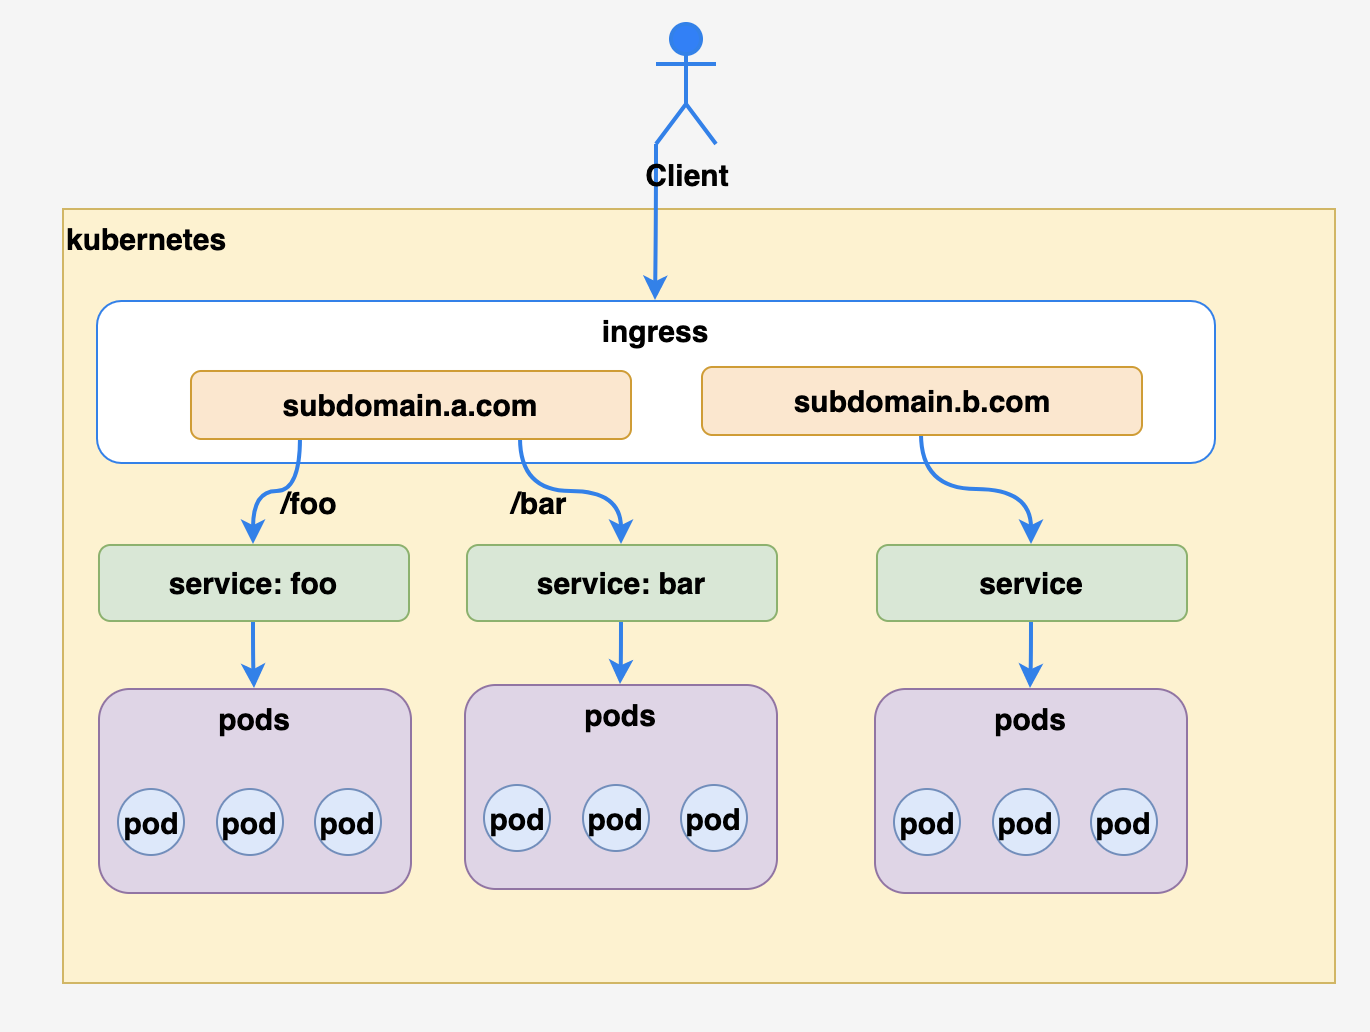 Client
kubernetes
ingress
subdomain.a.com
subdomain.b.com
/foo
/bar
service: foo
service: bar
service
pods
pods
pods
pod
pod
pod
pod
pod
pod
pod
pod
pod